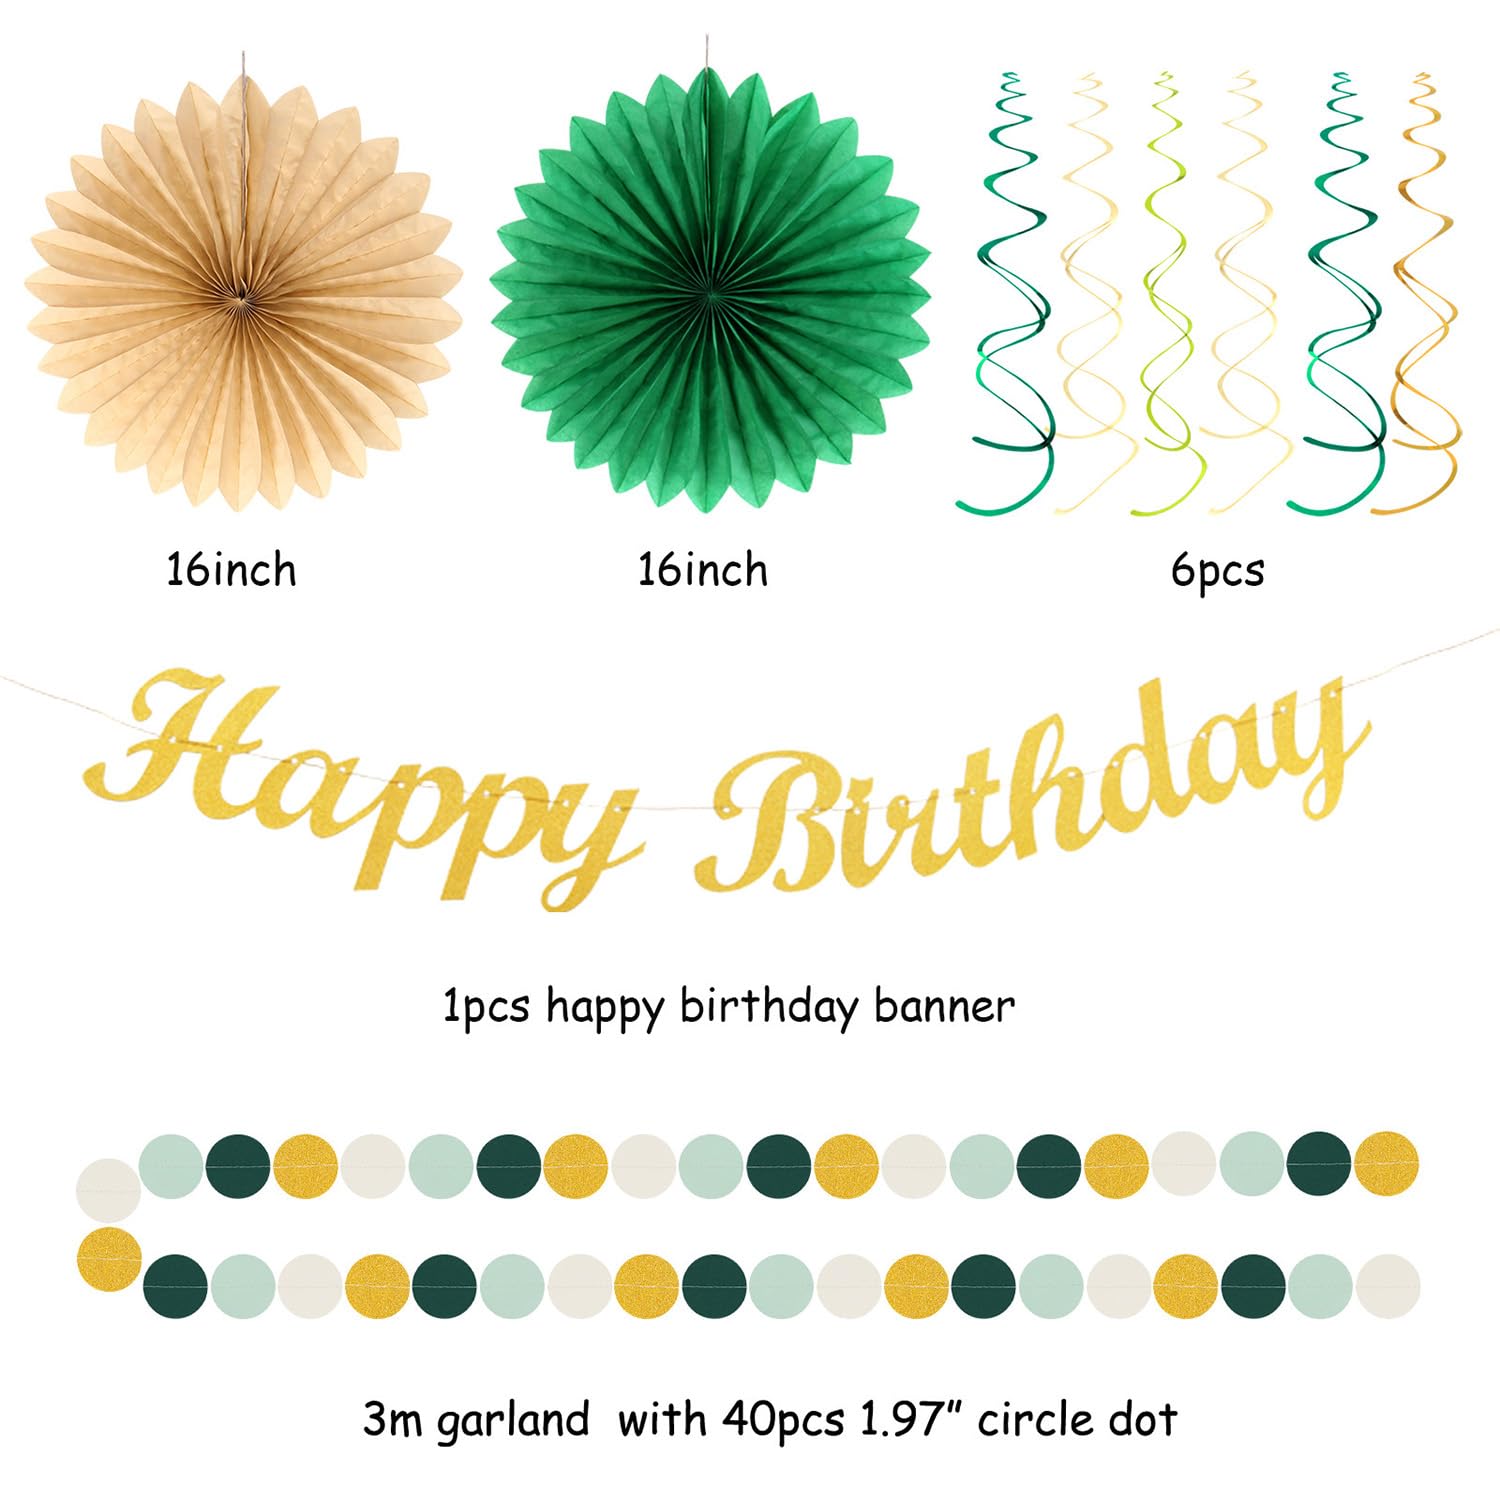 16inch
16inch
6pcs
Happy Birthday
1pcs happy birthday banner
3m garland with 40pcs 1.97” circle dot